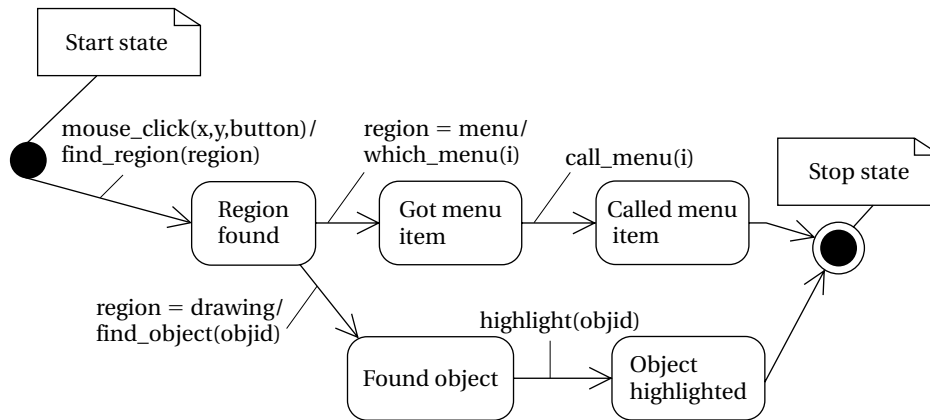 Start state
mouse_click(x,y,button)/
find_region(region)
region = menu/
which_menu(i)
call_menu(i)
Stop state
Region
found
Got menu
item
Called menu
item
region = drawing/
find_object(objid)
highlight(objid)
Found object
Object
highlighted